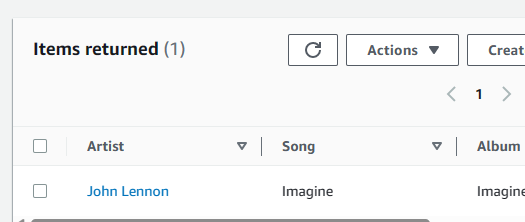 Items returned (1)
Actions
Creat
1
Artist Song Album
John Lennon Imagine Imagine